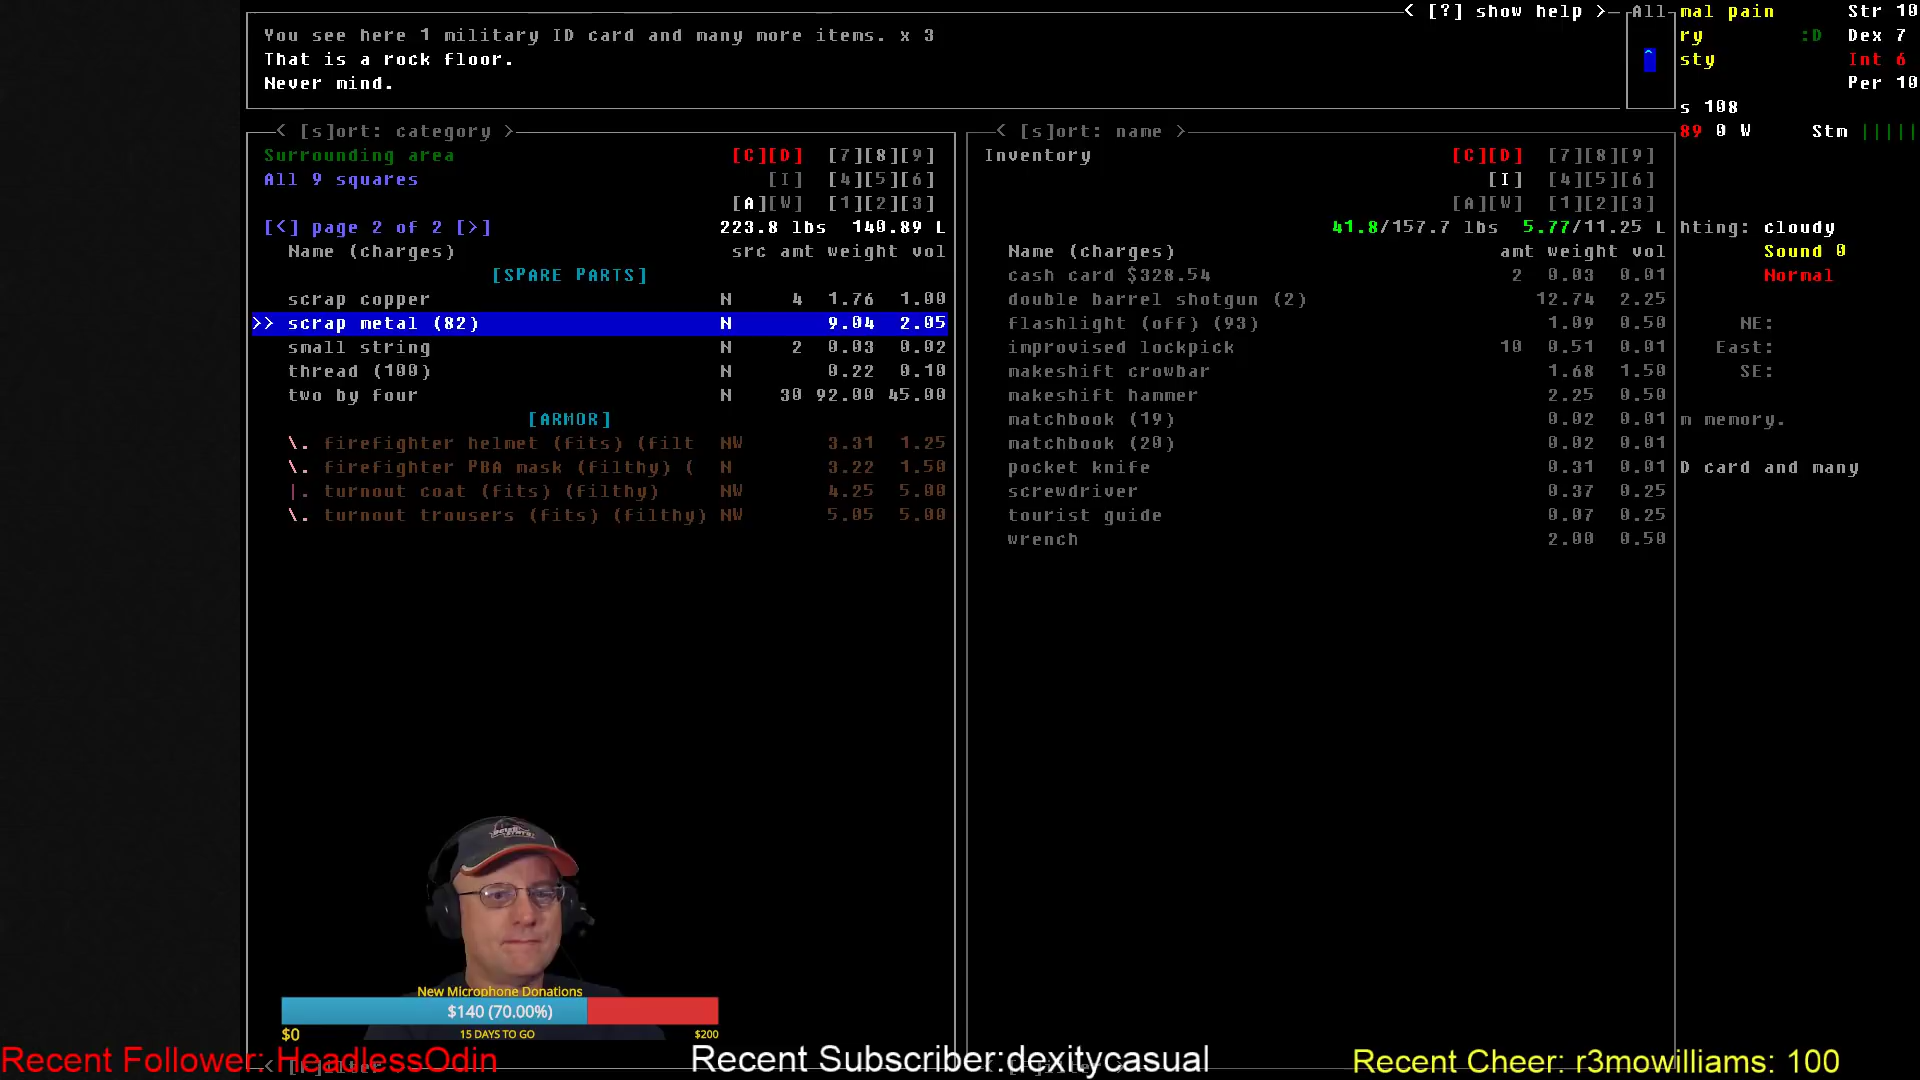 < [?] show help >
You see here 1 military ID card and many more items. x 3
That is a rock floor.
Never mind.
All
^
mal pain Str 10
ry :D Dex 7
sty Int 6
Per 10
s 108
89 0 W Stm |||||
hting: cloudy
Sound 0
Normal
NE:
East:
SE:
m memory.
D card and many
< [s]ort: category >
Surrounding area [C][D] [7][8][9]
All 9 squares [I] [4][5][6]
[A][W] [1][2][3]
[<] page 2 of 2 [>] 223.8 lbs 140.89 L
Name (charges) src amt weight vol
[SPARE PARTS]
scrap copper N 4 1.76 1.00
>> scrap metal (82) N 9.04 2.05
small string N 2 0.03 0.02
thread (100) N 0.22 0.10
two by four N 30 92.00 45.00
[ARMOR]
\. firefighter helmet (fits) (filt NW 3.31 1.25
\. firefighter PBA mask (filthy) ( N 3.22 1.50
|. turnout coat (fits) (filthy) NW 4.25 5.00
\. turnout trousers (fits) (filthy) NW 5.05 5.00
< [s]ort: name >
Inventory [C][D] [7][8][9]
[I] [4][5][6]
[A][W] [1][2][3]
41.8/157.7 lbs 5.77/11.25 L
Name (charges) amt weight vol
cash card $328.54 2 0.03 0.01
double barrel shotgun (2) 12.74 2.25
flashlight (off) (93) 1.09 0.50
improvised lockpick 10 0.51 0.01
makeshift crowbar 1.68 1.50
makeshift hammer 2.25 0.50
matchbook (19) 0.02 0.01
matchbook (20) 0.02 0.01
pocket knife 0.31 0.01
screwdriver 0.37 0.25
tourist guide 0.07 0.25
wrench 2.00 0.50
New Microphone Donations
$140 (70.00%)
$0 15 DAYS TO GO $200
Recent Follower: HeadlessOdin
Recent Subscriber:dexitycasual
Recent Cheer: r3mowilliams: 100